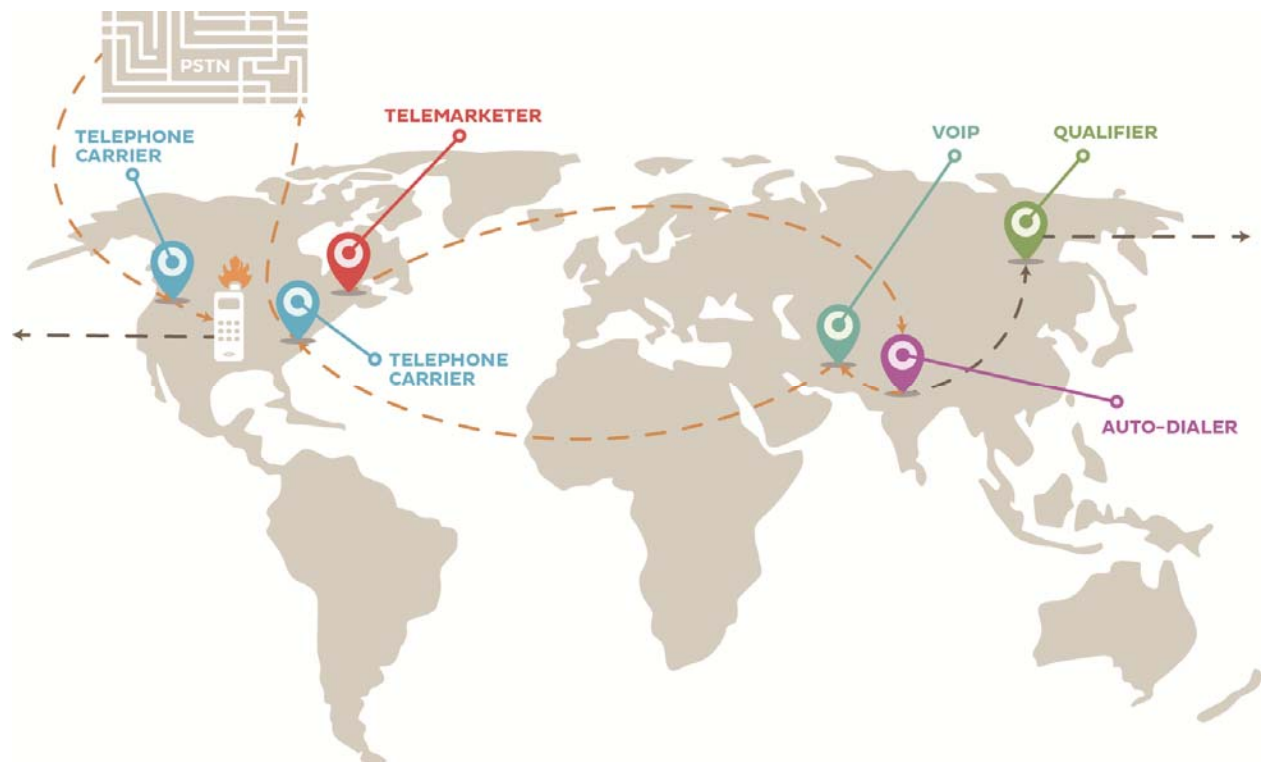 PSTN
TELEMARKETER
TELEPHONE
CARRIER
VOIP
QUALIFIER
TELEPHONE
CARRIER
AUTO-DIALER